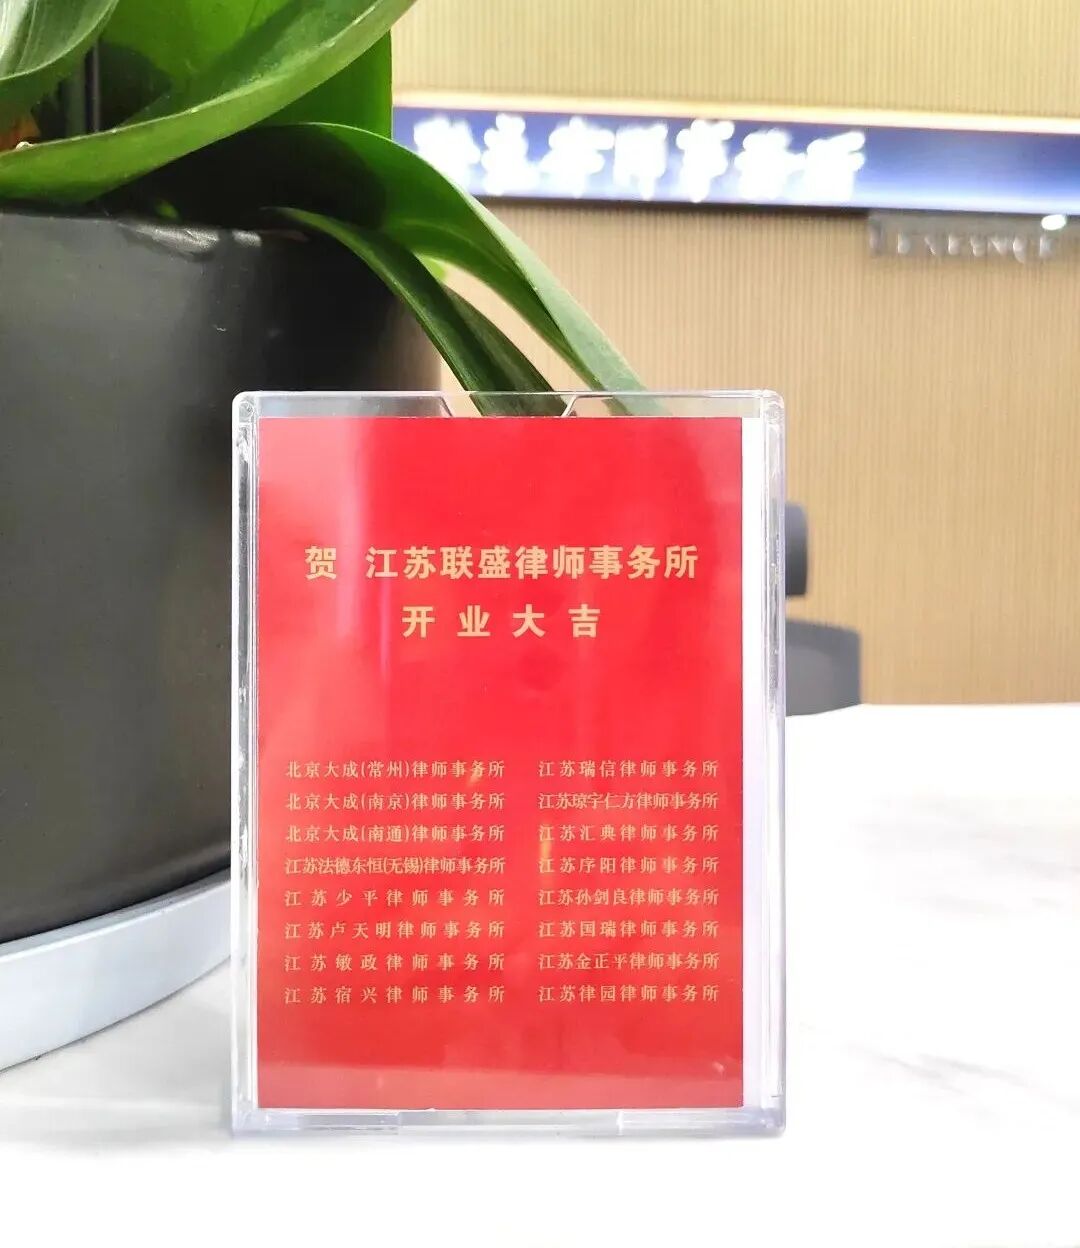 律师事务所
贺 江苏联盛律师事务所
开业大吉
北京大成(常州)律师事务所
北京大成(南京)律师事务所
北京大成(南通)律师事务所
江苏法德东恒(无锡)律师事务所
江苏少平律师事务所
江苏卢天明律师事务所
江苏敏政律师事务所
江苏宿兴律师事务所
江苏瑞信律师事务所
江苏琼宇仁方律师事务所
江苏汇典律师事务所
江苏序阳律师事务所
江苏孙剑良律师事务所
江苏国瑞律师事务所
江苏金正平律师事务所
江苏律园律师事务所